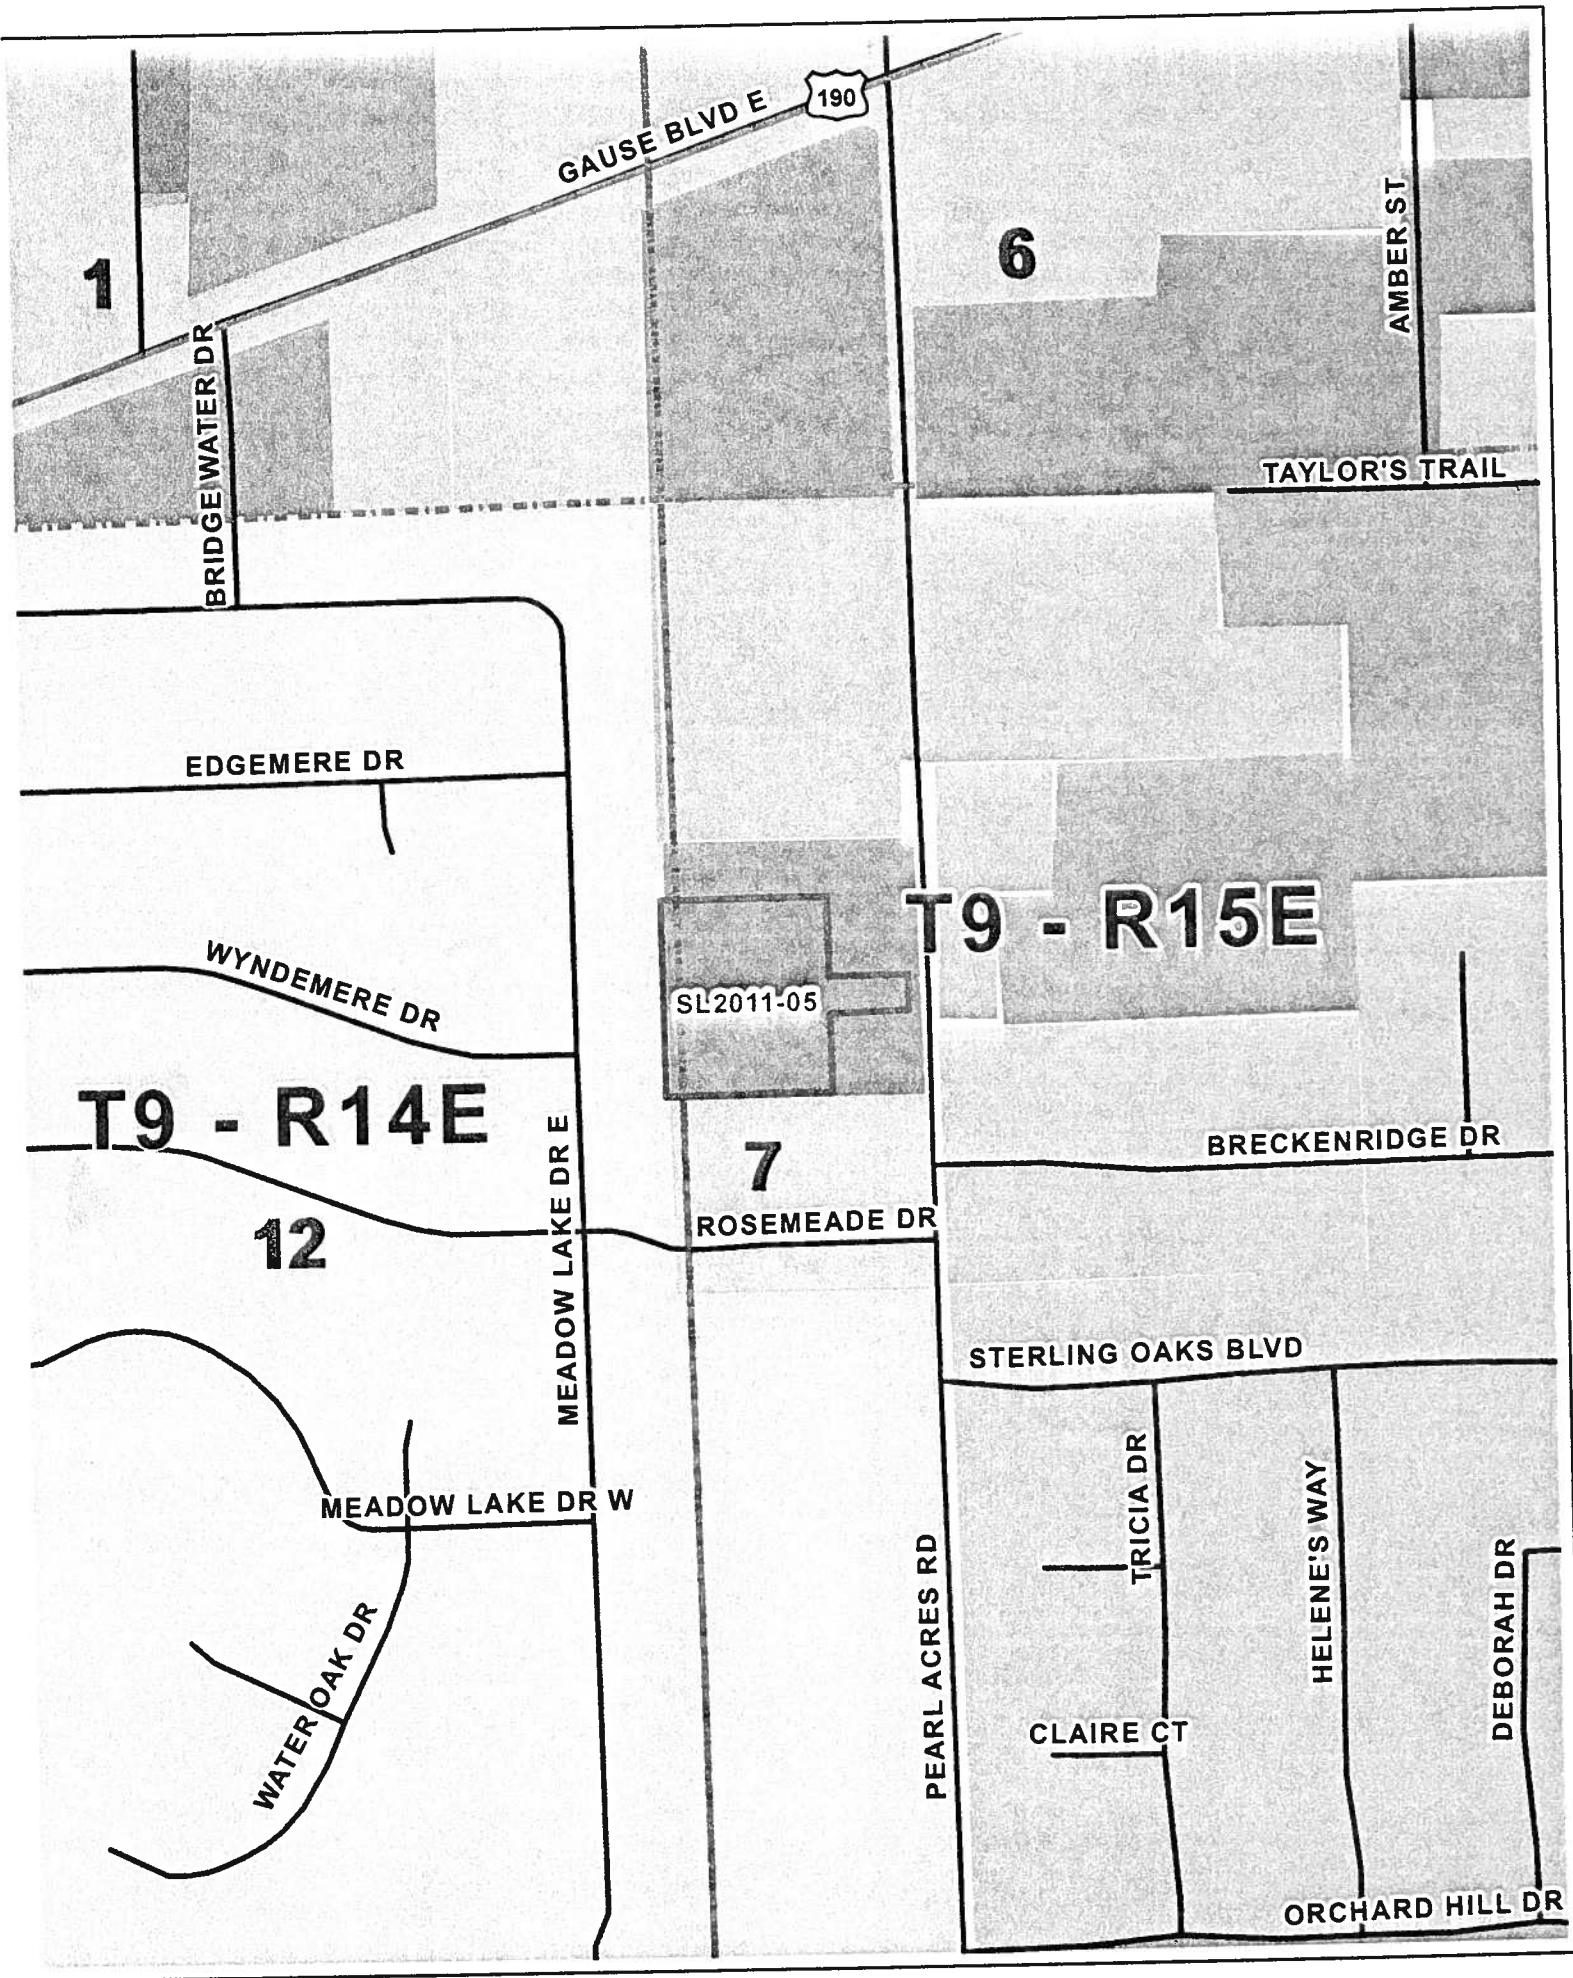 190
GAUSE BLVD E
1
6
AMBER ST
BRIDGEWATER DR
TAYLOR'S TRAIL
EDGEMERE DR
T9 - R15E
WYNDEMERE DR
SL2011-05
T9 - R14E
MEADOW LAKE DR E
7
BRECKENRIDGE DR
12
ROSEMEADE DR
STERLING OAKS BLVD
MEADOW LAKE DR W
TRICIA DR
HELENE'S WAY
PEARL ACRES RD
DEBORAH DR
WATER OAK DR
CLAIRE CT
ORCHARD HILL DR